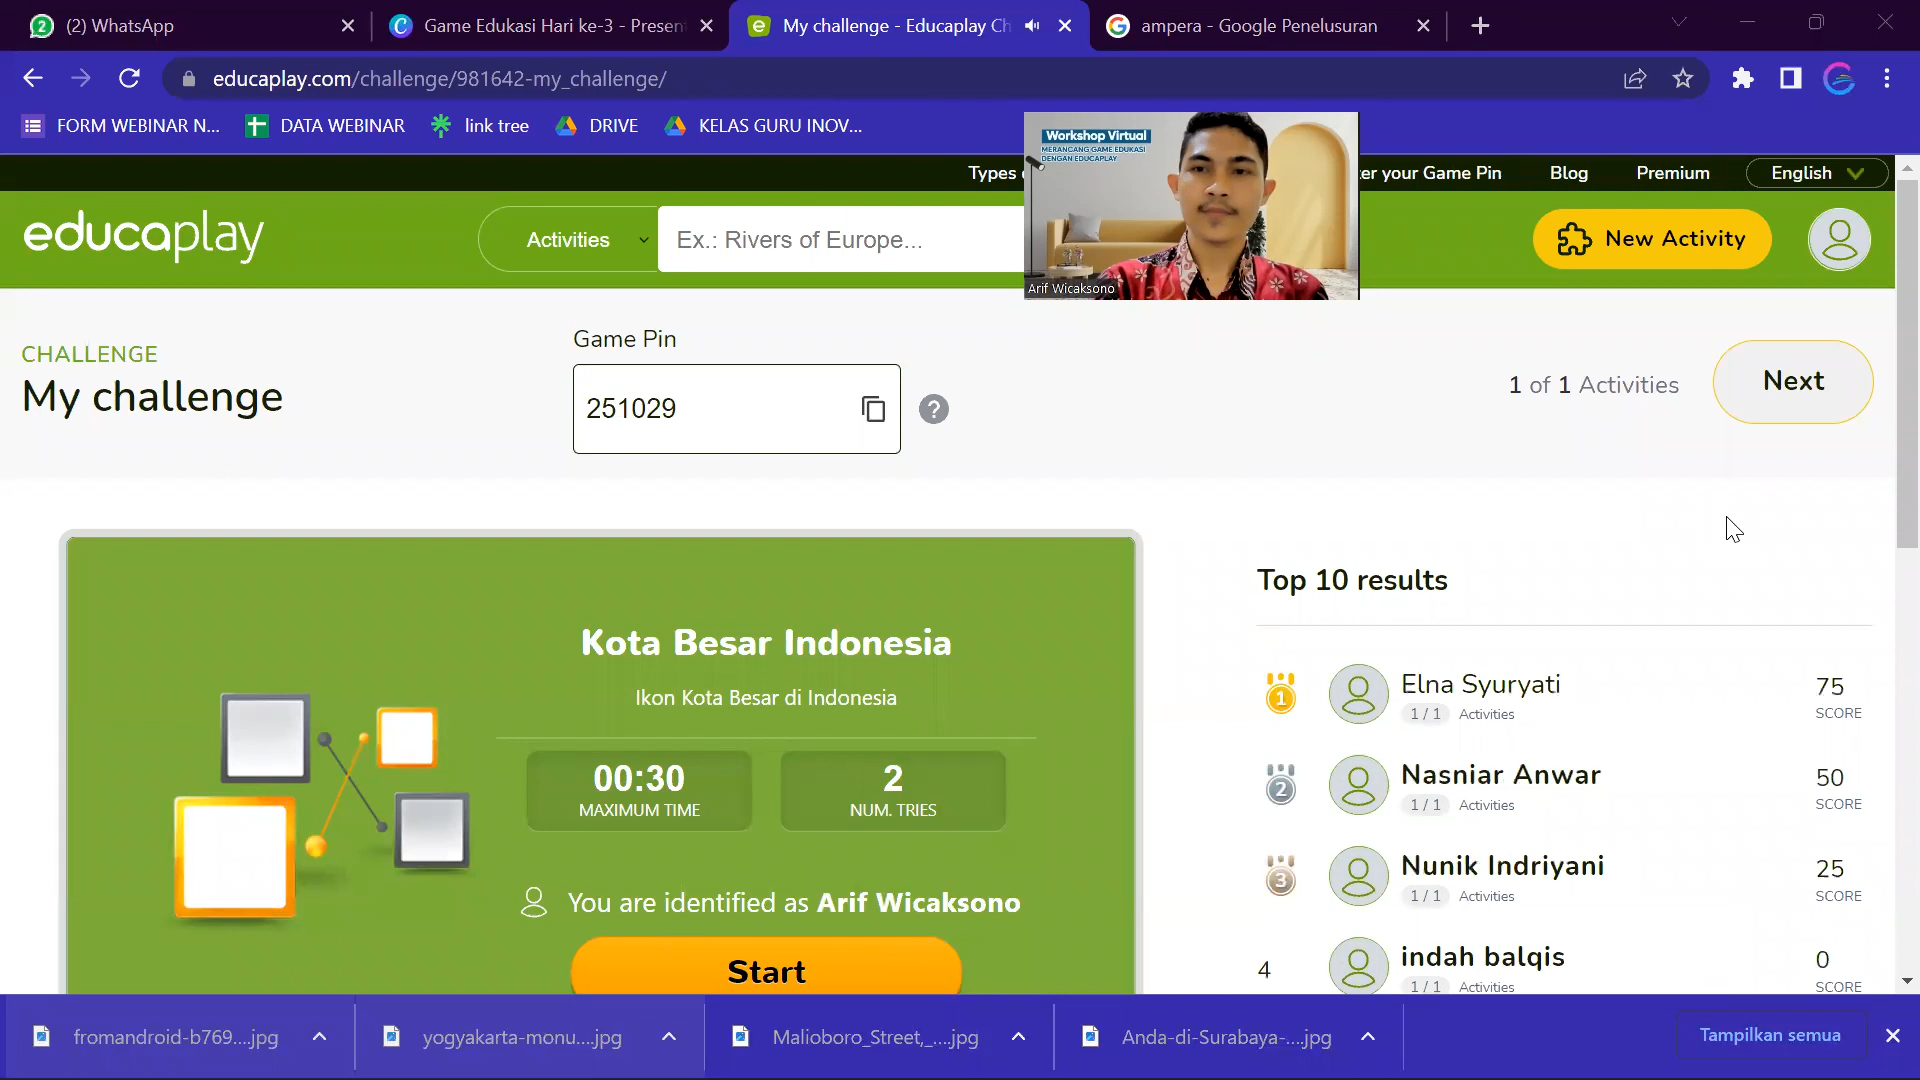 (2) WhatsApp
Game Edukasi Hari ke-3 - Presen
My challenge - Educaplay Ch
ampera - Google Penelusuran
educaplay.com/challenge/981642-my_challenge/
FORM WEBINAR N...
DATA WEBINAR
link tree
DRIVE
KELAS GURU INOV...
Workshop Virtual
MERANCANG GAME EDUKASI
DENGAN EDUCAPLAY
Arif Wicaksono
Types
er your Game Pin
Blog
Premium
English
educaplay
Activities
Ex.: Rivers of Europe...
New Activity
CHALLENGE
My challenge
Game Pin
251029
?
1 of 1 Activities
Next
Kota Besar Indonesia
Ikon Kota Besar di Indonesia
00:30
MAXIMUM TIME
2
NUM. TRIES
You are identified as Arif Wicaksono
Start
Top 10 results
1
Elna Syuryati
1 / 1 Activities
75
SCORE
2
Nasniar Anwar
1 / 1 Activities
50
SCORE
3
Nunik Indriyani
1 / 1 Activities
25
SCORE
4
indah balqis
1 / 1 Activities
0
SCORE
fromandroid-b769....jpg
yogyakarta-monu....jpg
Malioboro_Street,_....jpg
Anda-di-Surabaya-....jpg
Tampilkan semua